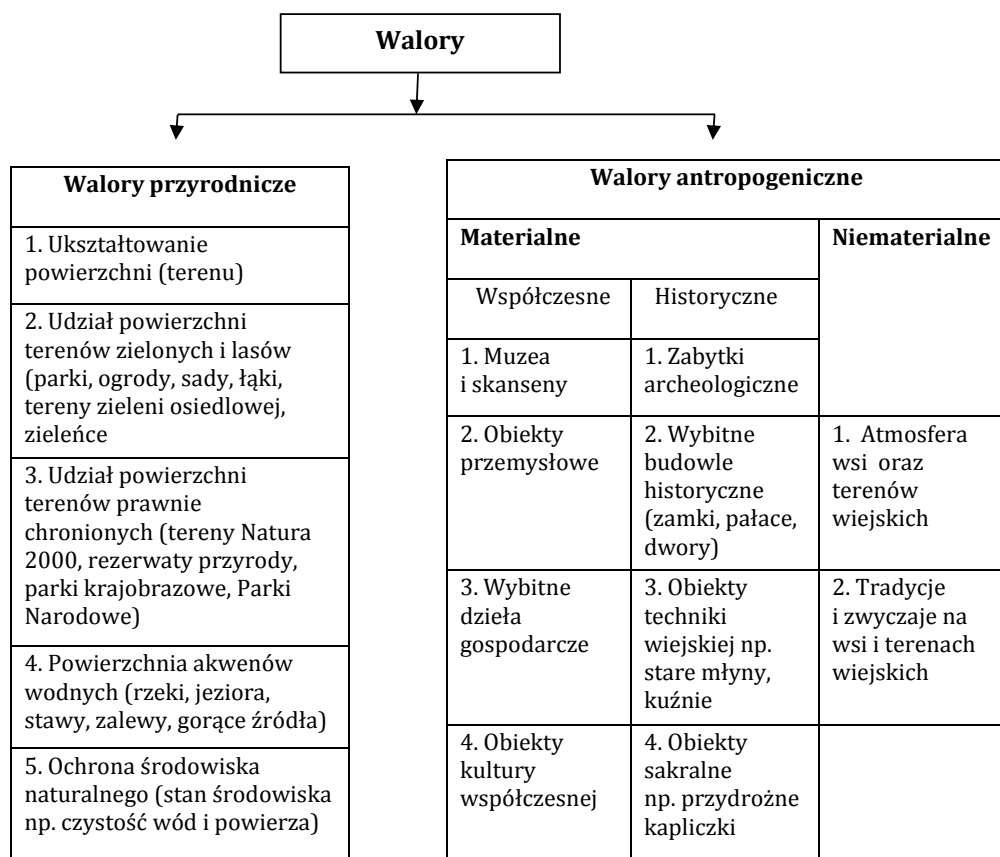 Walory
Walory przyrodnicze
1. Ukształtowanie
powierzchni (terenu)
2. Udział powierzchni
terenów zielonych i lasów
(parki, ogrody, sady, łąki,
tereny zieleni osiedlowej,
zieleńce
3. Udział powierzchni
terenów prawnie
chronionych (tereny Natura
2000, rezerwaty przyrody,
parki krajobrazowe, Parki
Narodowe)
4. Powierzchnia akwenów
wodnych (rzeki, jeziora,
stawy, zalewy, gorące źródła)
5. Ochrona środowiska
naturalnego (stan środowiska
np. czystość wód i powierza)
Walory antropogeniczne
Materialne
Niematerialne
Współczesne
Historyczne
1. Muzea
i skanseny
1. Zabytki
archeologiczne
2. Obiekty
przemysłowe
2. Wybitne
budowle
historyczne
(zamki, pałace,
dwory)
1. Atmosfera
wsi oraz
terenów
wiejskich
3. Wybitne
dzieła
gospodarcze
3. Obiekty
techniki
wiejskiej np.
stare młyny,
kuźnie
2. Tradycje
i zwyczaje na
wsi i terenach
wiejskich
4. Obiekty
kultury
współczesnej
4. Obiekty
sakralne
np. przydrożne
kapliczki